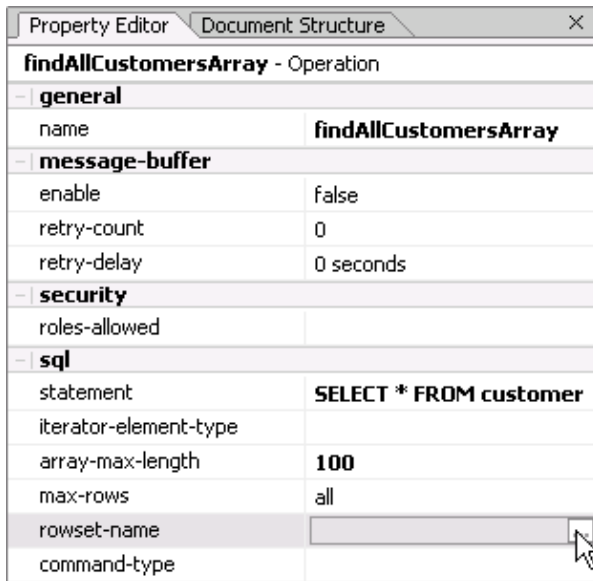 Property Editor Document Structure
findAllCustomersArray - Operation
general
name findAllCustomersArray
message-buffer
enable false
retry-count 0
retry-delay 0 seconds
security
roles-allowed
sql
statement SELECT * FROM customer
iterator-element-type
array-max-length 100
max-rows all
rowset-name
command-type